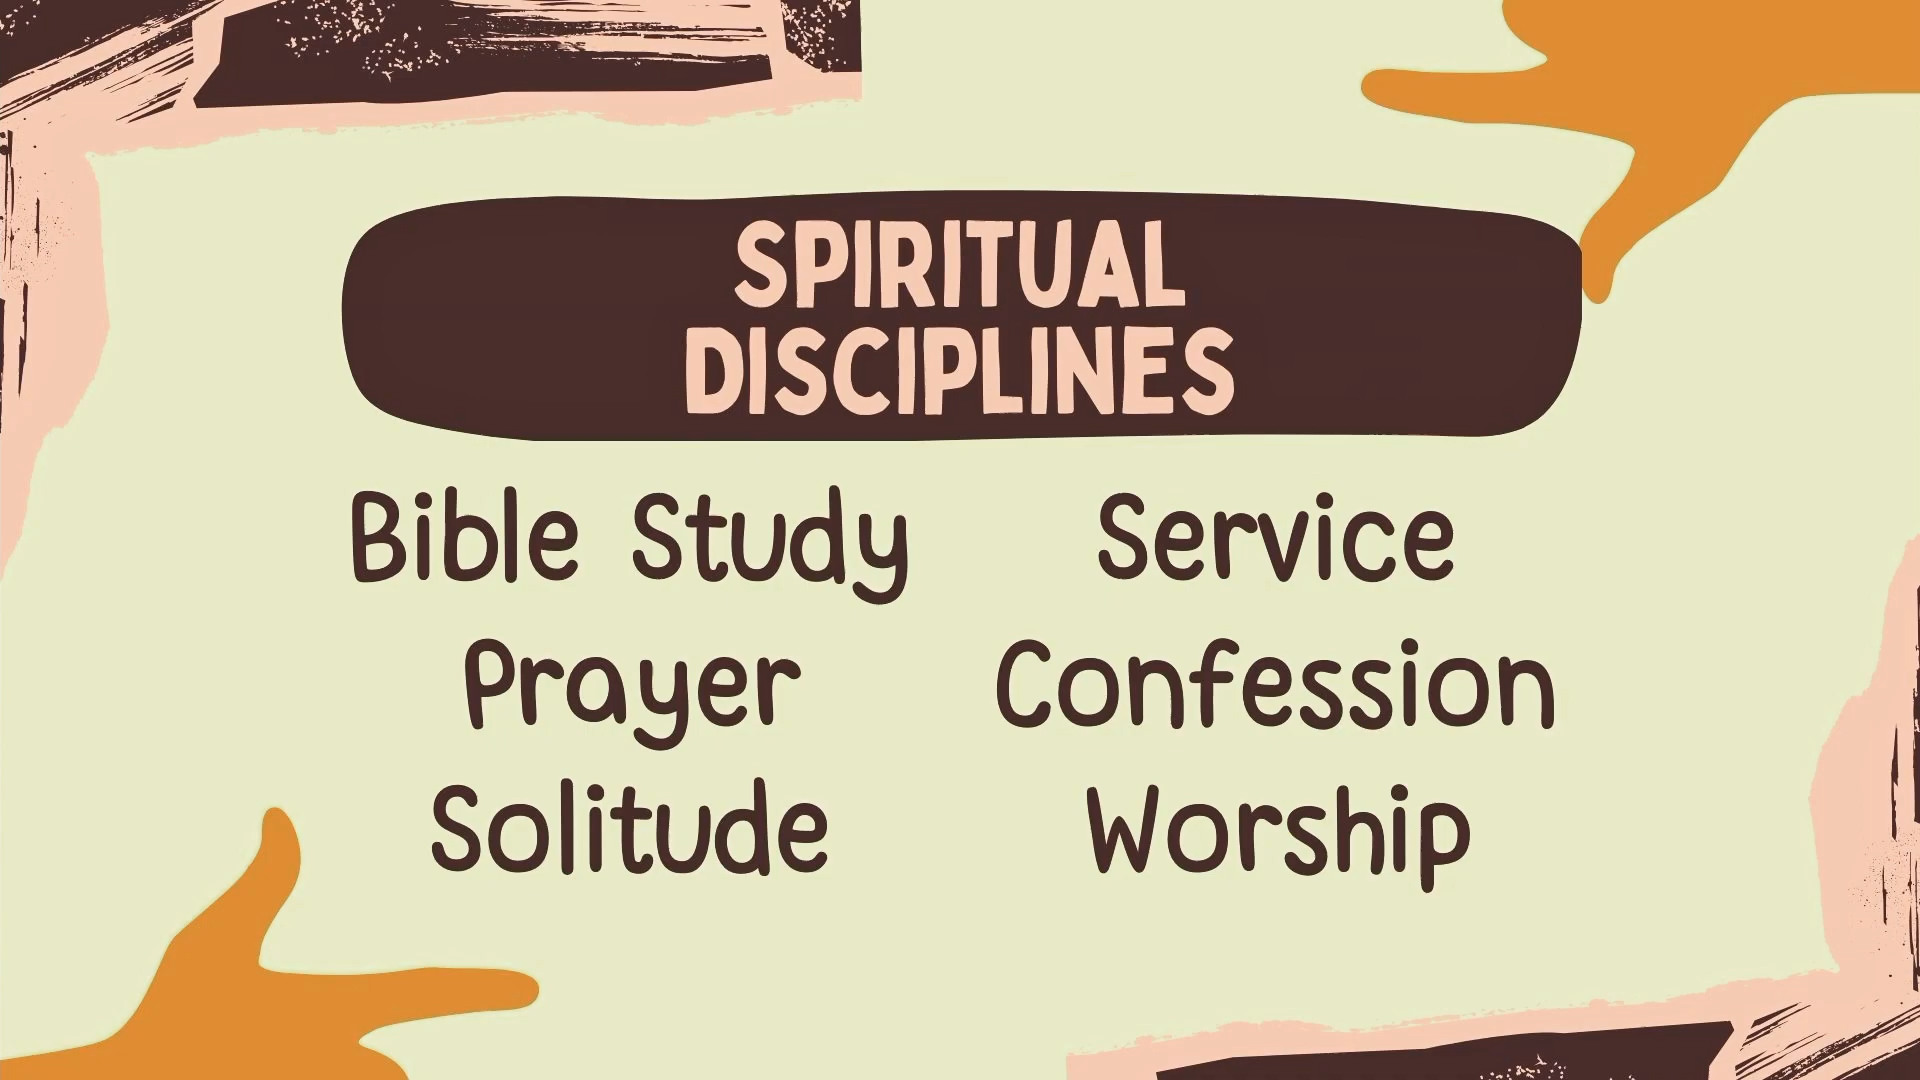 SPIRITUAL
DISCIPLINES
Bible Study
Prayer
Solitude
Service
Confession
Worship